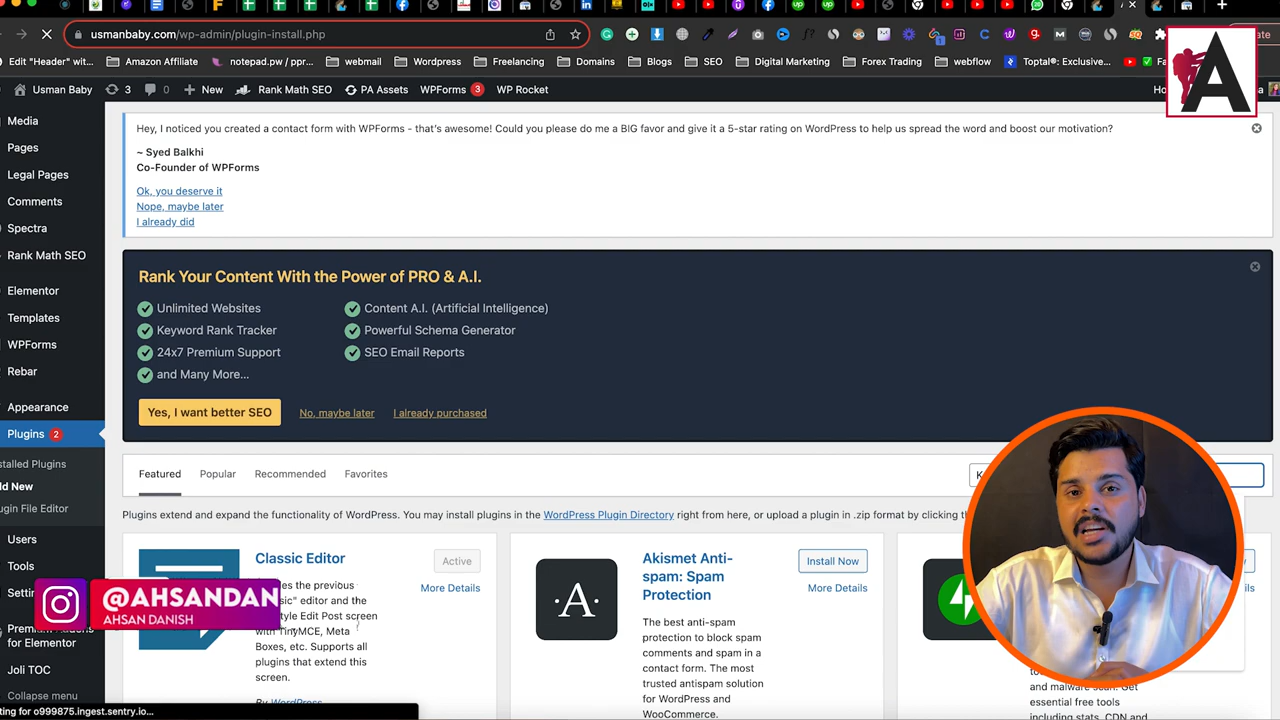 usmanbaby.com/wp-admin/plugin-install.php
Edit "Header" wit...
Amazon Affiliate
notepad.pw / ppr...
webmail
Wordpress
Freelancing
Domains
Blogs
SEO
Digital Marketing
Forex Trading
webflow
Toptal®: Exclusive...
Usman Baby
3
0
New
Rank Math SEO
PA Assets
WPForms 3
WP Rocket
A
Media
Pages
Legal Pages
Comments
Spectra
Rank Math SEO
Elementor
Templates
WPForms
Rebar
Appearance
Plugins 2
stalled Plugins
d New
ugin File Editor
Users
Tools
for Elementor
Joli TOC
Collapse menu
Hey, I noticed you created a contact form with WPForms - that's awesome! Could you please do me a BIG favor and give it a 5-star rating on WordPress to help us spread the word and boost our motivation?
~ Syed Balkhi
Co-Founder of WPForms
Ok, you deserve it
Nope, maybe later
I already did
Rank Your Content With the Power of PRO & A.I.
Unlimited Websites
Content A.I. (Artificial Intelligence)
Keyword Rank Tracker
Powerful Schema Generator
24x7 Premium Support
SEO Email Reports
and Many More...
Yes, I want better SEO
No, maybe later
I already purchased
Featured
Popular
Recommended
Favorites
Plugins extend and expand the functionality of WordPress. You may install plugins in the WordPress Plugin Directory right from here, or upload a plugin in .zip format by clicking
Classic Editor
Active
More Details
the previous
editor and the
Edit Post screen
with TinyMCE, Meta
Boxes, etc. Supports all
plugins that extend this
screen.
By WordPress
Akismet Anti-
spam: Spam
Protection
Install Now
More Details
The best anti-spam
protection to block spam
comments and spam in a
contact form. The most
trusted antispam solution
for WordPress and
WooCommerce.
and malware scan. Get
essential free tools
including stats, CDN and
@AHSANDAN
AHSAN DANISH
ting for o999875.ingest.sentry.io...